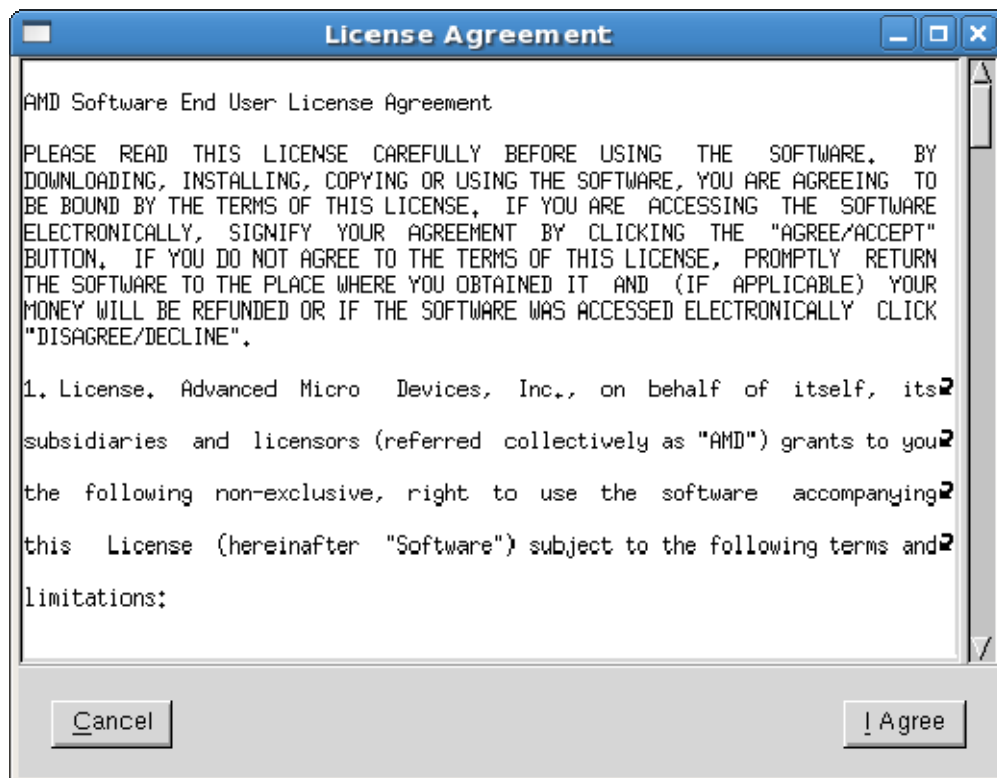 License Agreement
AMD Software End User License Agreement
PLEASE READ THIS LICENSE CAREFULLY BEFORE USING THE SOFTWARE. BY
DOWNLOADING, INSTALLING, COPYING OR USING THE SOFTWARE, YOU ARE AGREEING TO
BE BOUND BY THE TERMS OF THIS LICENSE. IF YOU ARE ACCESSING THE SOFTWARE
ELECTRONICALLY, SIGNIFY YOUR AGREEMENT BY CLICKING THE "AGREE/ACCEPT"
BUTTON. IF YOU DO NOT AGREE TO THE TERMS OF THIS LICENSE, PROMPTLY RETURN
THE SOFTWARE TO THE PLACE WHERE YOU OBTAINED IT AND (IF APPLICABLE) YOUR
MONEY WILL BE REFUNDED OR IF THE SOFTWARE WAS ACCESSED ELECTRONICALLY CLICK
"DISAGREE/DECLINE".
1. License. Advanced Micro Devices, Inc., on behalf of itself, its
subsidiaries and licensors (referred collectively as "AMD") grants to you
the following non-exclusive, right to use the software accompanying
this License (hereinafter "Software") subject to the following terms and
limitations:
Cancel
I Agree